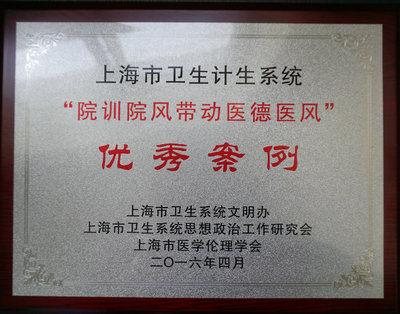 上海市卫生计生系统
“院训院风带动医德医风”
优秀案例
上海市卫生系统文明办
上海市卫生系统思想政治工作研究会
上海市医学伦理学会
二〇一六年四月